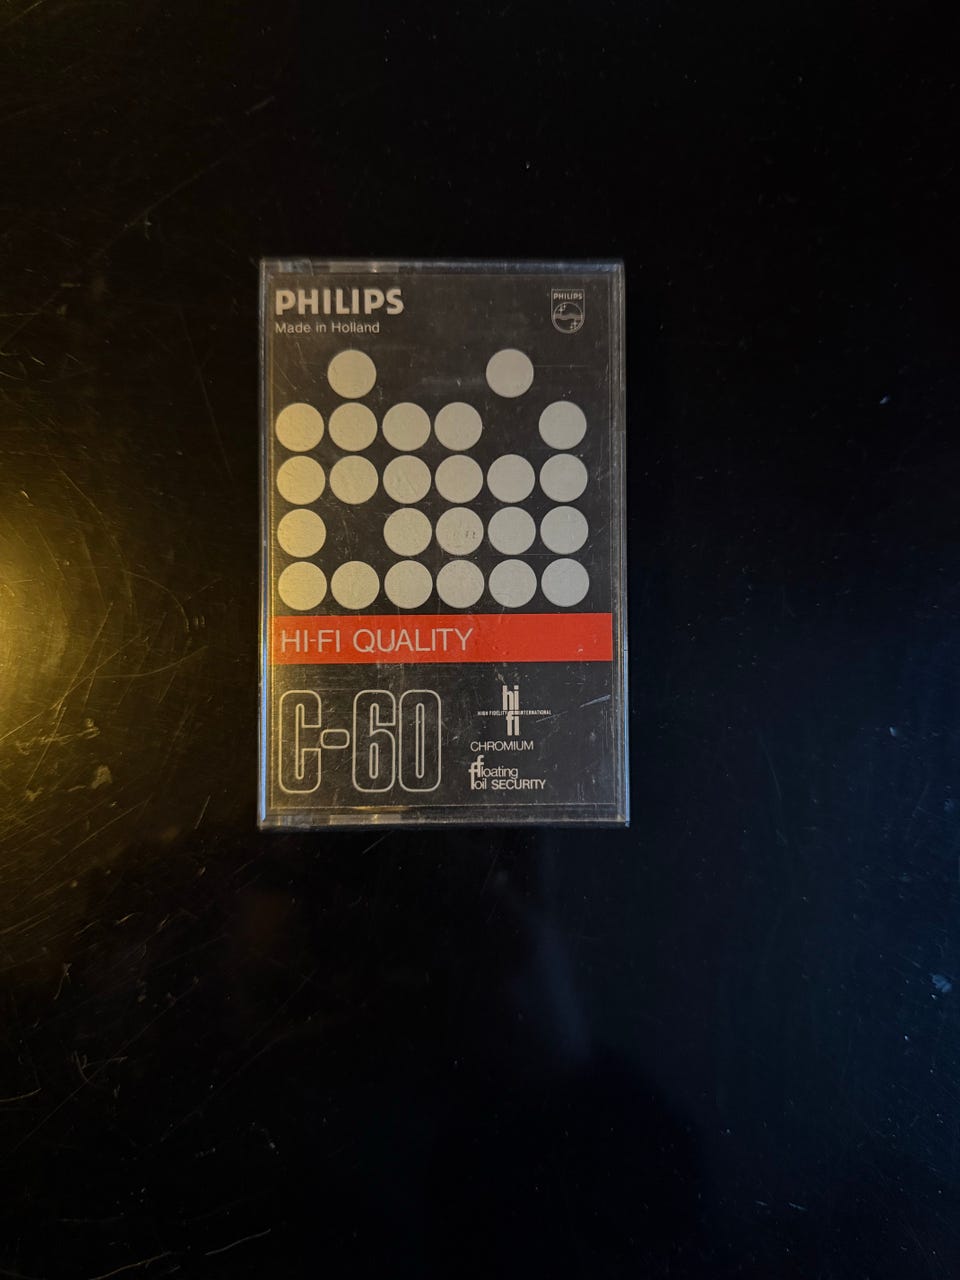 PHILIPS
Made in Holland
PHILIPS
HI-FI QUALITY
C-60
hi
HIGH FIDELITY INTERNATIONAL
fi
CHROMIUM
floating
foil SECURITY